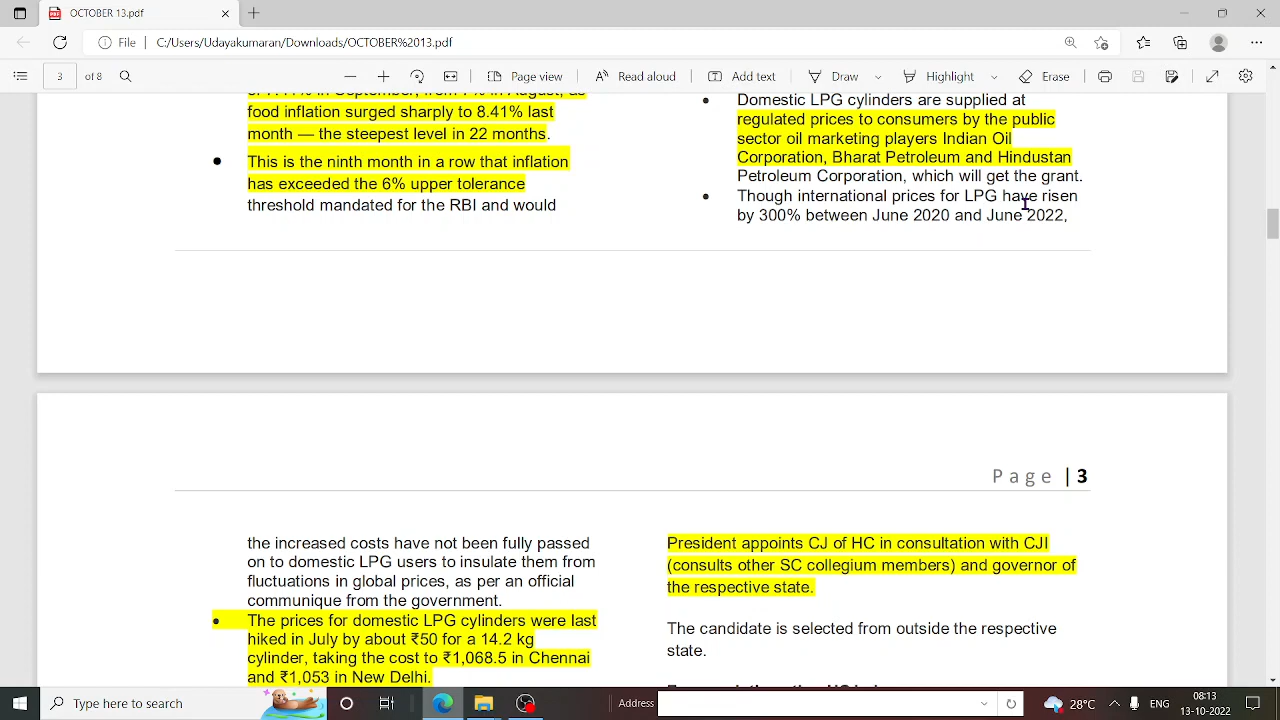 OCTOBER 13.pdf
File C:/Users/Udayakumaran/Downloads/OCTOBER%2013.pdf
3 of 8 Page view Read aloud Add text Draw Highlight Erase
food inflation surged sharply to 8.41% last
month — the steepest level in 22 months.
This is the ninth month in a row that inflation
has exceeded the 6% upper tolerance
threshold mandated for the RBI and would
Domestic LPG cylinders are supplied at
regulated prices to consumers by the public
sector oil marketing players Indian Oil
Corporation, Bharat Petroleum and Hindustan
Petroleum Corporation, which will get the grant.
Though international prices for LPG have risen
by 300% between June 2020 and June 2022,
Page | 3
the increased costs have not been fully passed
on to domestic LPG users to insulate them from
fluctuations in global prices, as per an official
communique from the government.
The prices for domestic LPG cylinders were last
hiked in July by about ₹50 for a 14.2 kg
cylinder, taking the cost to ₹1,068.5 in Chennai
and ₹1,053 in New Delhi.
President appoints CJ of HC in consultation with CJI
(consults other SC collegium members) and governor of
the respective state.
The candidate is selected from outside the respective
state.
Type here to search
Address
28°C ENG
08:13
13-10-2022